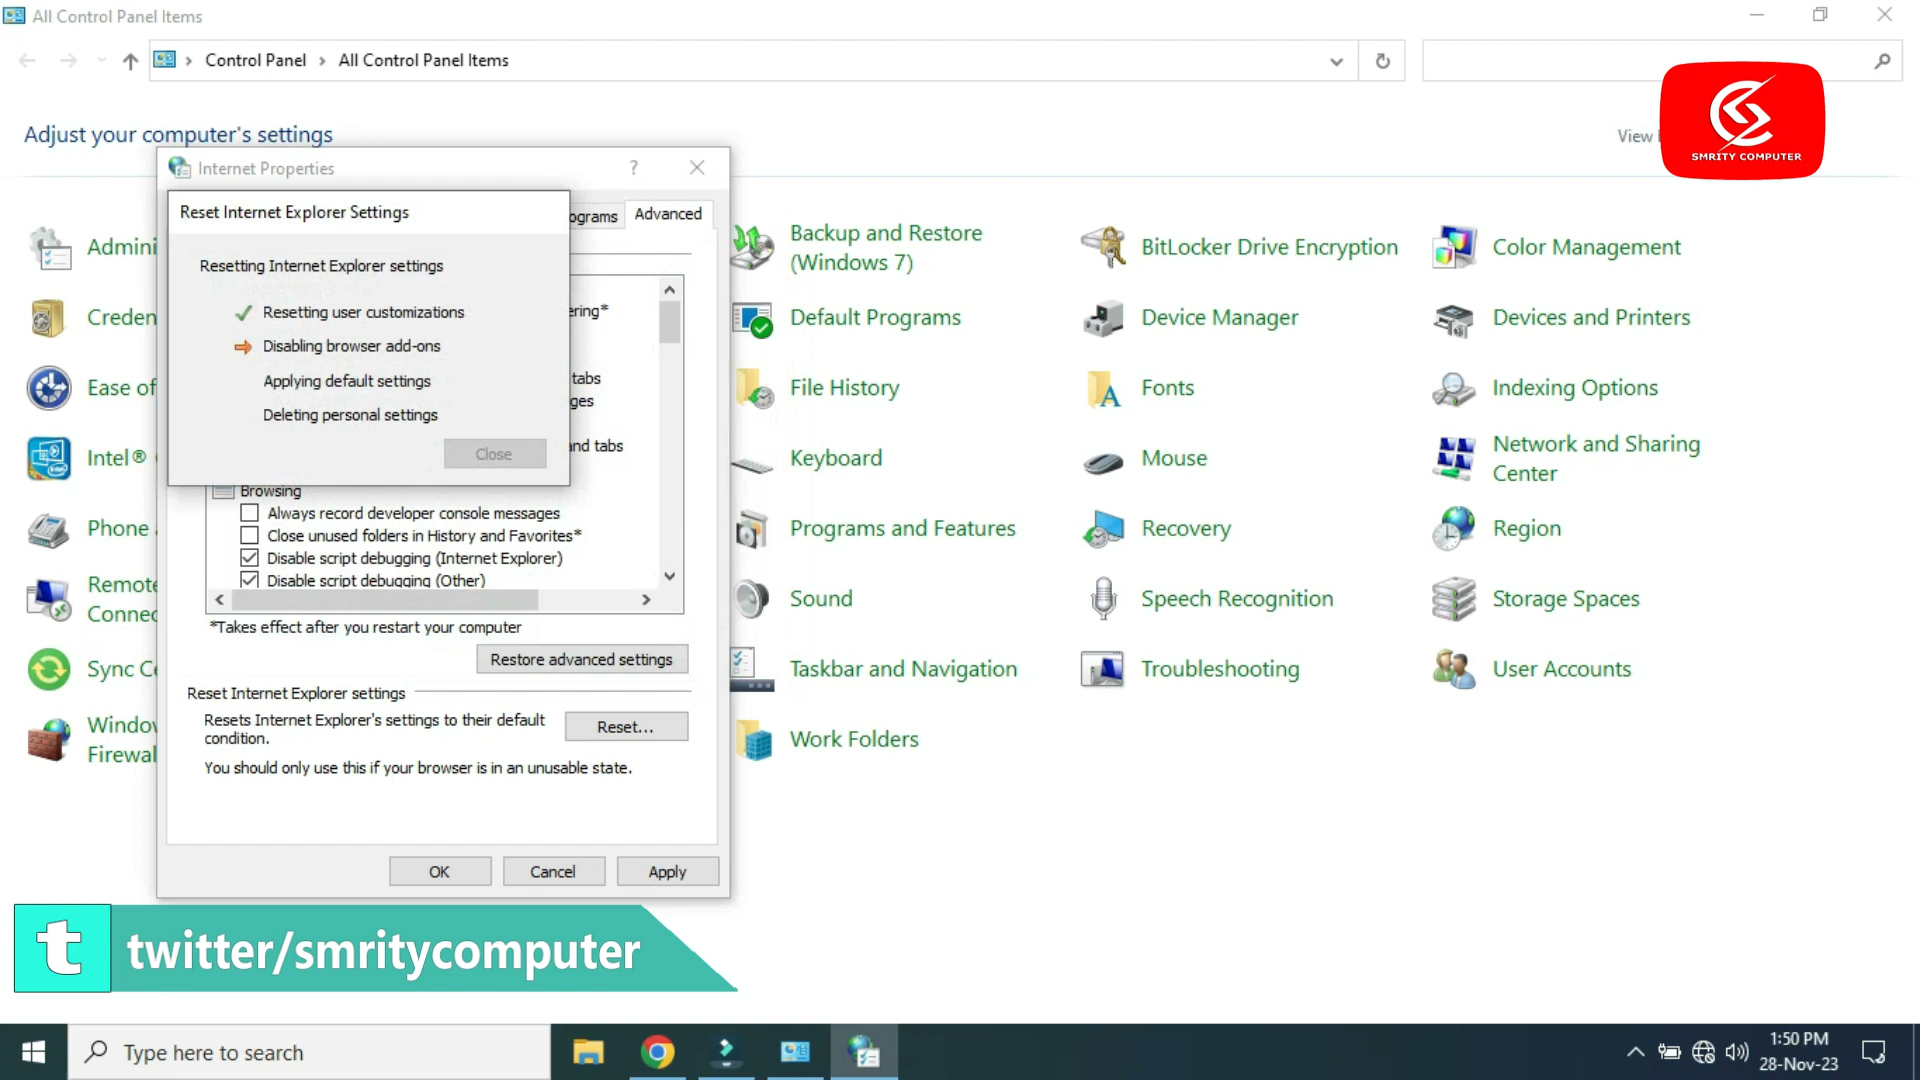 All Control Panel Items
Control Panel > All Control Panel Items
Adjust your computer's settings
View
SMRITY COMPUTER
Internet Properties
?
Reset Internet Explorer Settings
ograms
Advanced
Resetting Internet Explorer settings
Resetting user customizations
Disabling browser add-ons
Applying default settings
Deleting personal settings
Close
ering*
tabs
ges
and tabs
Browsing
Always record developer console messages
Close unused folders in History and Favorites*
Disable script debugging (Internet Explorer)
Disable script debugging (Other)
*Takes effect after you restart your computer
Restore advanced settings
Reset Internet Explorer settings
Resets Internet Explorer's settings to their default
condition.
Reset...
You should only use this if your browser is in an unusable state.
OK
Cancel
Apply
Admini
Backup and Restore
(Windows 7)
BitLocker Drive Encryption
Color Management
Creden
Default Programs
Device Manager
Devices and Printers
Ease of
File History
Fonts
Indexing Options
Intel®
Keyboard
Mouse
Network and Sharing
Center
Phone
Programs and Features
Recovery
Region
Remote
Connec
Sound
Speech Recognition
Storage Spaces
Sync Ce
Taskbar and Navigation
Troubleshooting
User Accounts
Window
Firewal
Work Folders
t
twitter/smritycomputer
Type here to search
1:50 PM
28-Nov-23